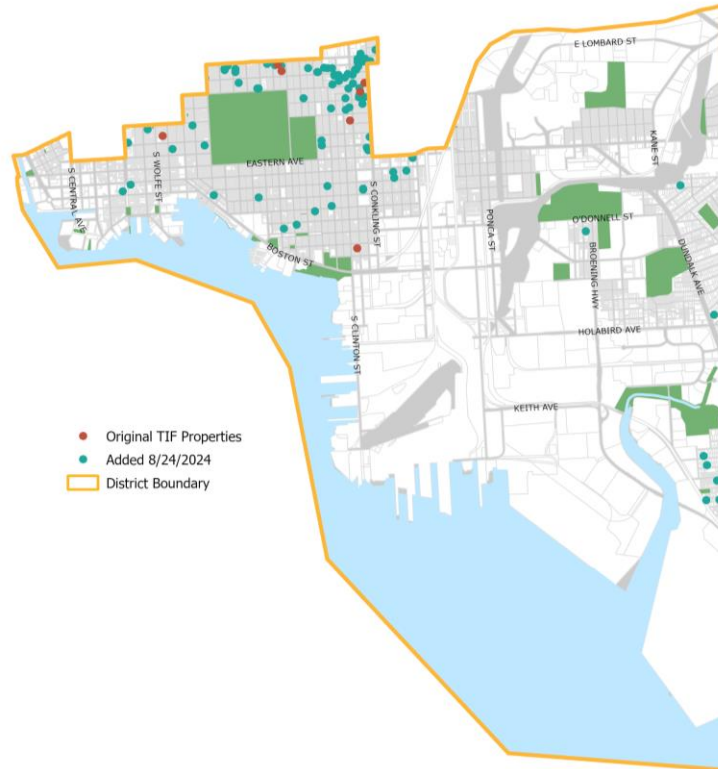 E LOMBARD ST
KANE ST
S WOLFE ST
EASTERN AVE
S CENTRAL AVE
S CONKLING ST
PONCA ST
O'DONNELL ST
BROENING HWY
DUNDALK AVE
BOSTON ST
S CLINTON ST
HOLABIRD AVE
KEITH AVE
Original TIF Properties
Added 8/24/2024
District Boundary